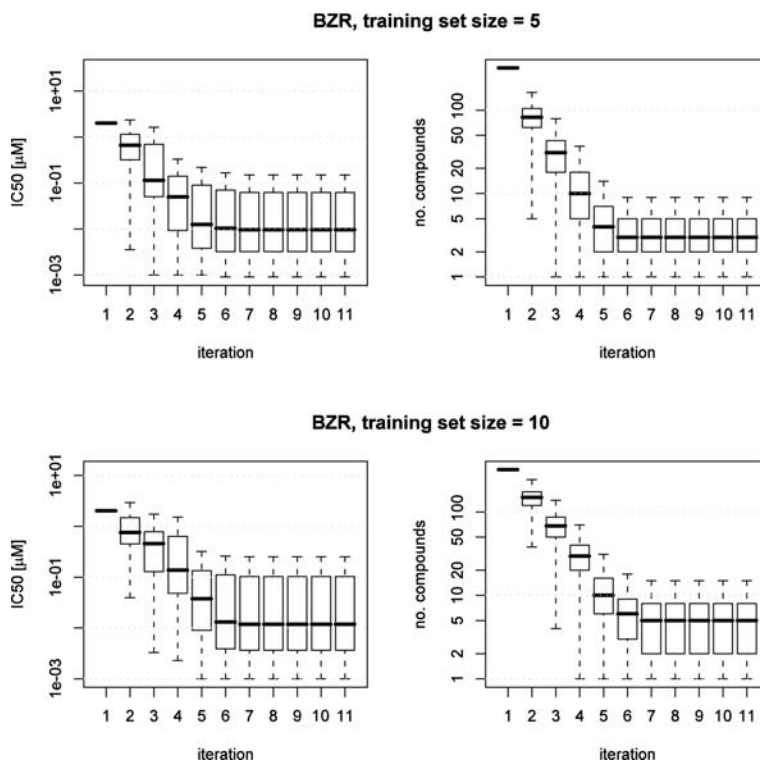 BZR, training set size = 5
IC50 [µM]
1e+01
1e-01
1e-03
1 2 3 4 5 6 7 8 9 10 11
iteration
no. compounds
100
50
20
10
5
2
1
1 2 3 4 5 6 7 8 9 10 11
iteration
BZR, training set size = 10
IC50 [µM]
1e+01
1e-01
1e-03
1 2 3 4 5 6 7 8 9 10 11
iteration
no. compounds
100
50
20
10
5
2
1
1 2 3 4 5 6 7 8 9 10 11
iteration